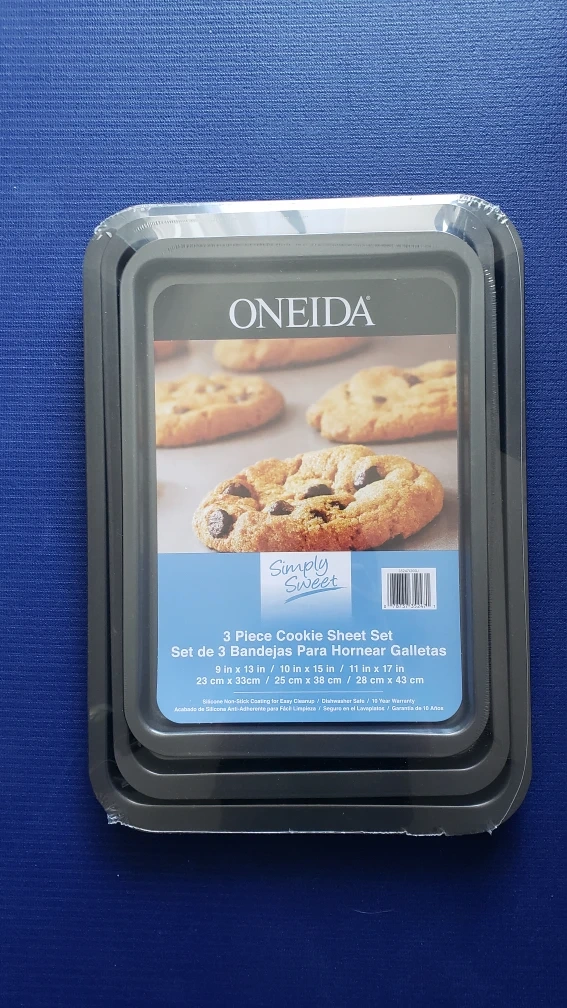 ONEIDA®
Simply
Sweet
3 Piece Cookie Sheet Set
Set de 3 Bandejas Para Hornear Galletas
9 in x 13 in / 10 in x 15 in / 11 in x 17 in
23 cm x 33cm / 25 cm x 38 cm / 28 cm x 43 cm
Silicone Non-Stick Coating for Easy Cleanup / Dishwasher Safe / 10 Year Warranty
Acabado de Silicona Anti-Adherente para Fácil Limpieza / Seguro en el Lavaplatos / Garantía de 10 Años